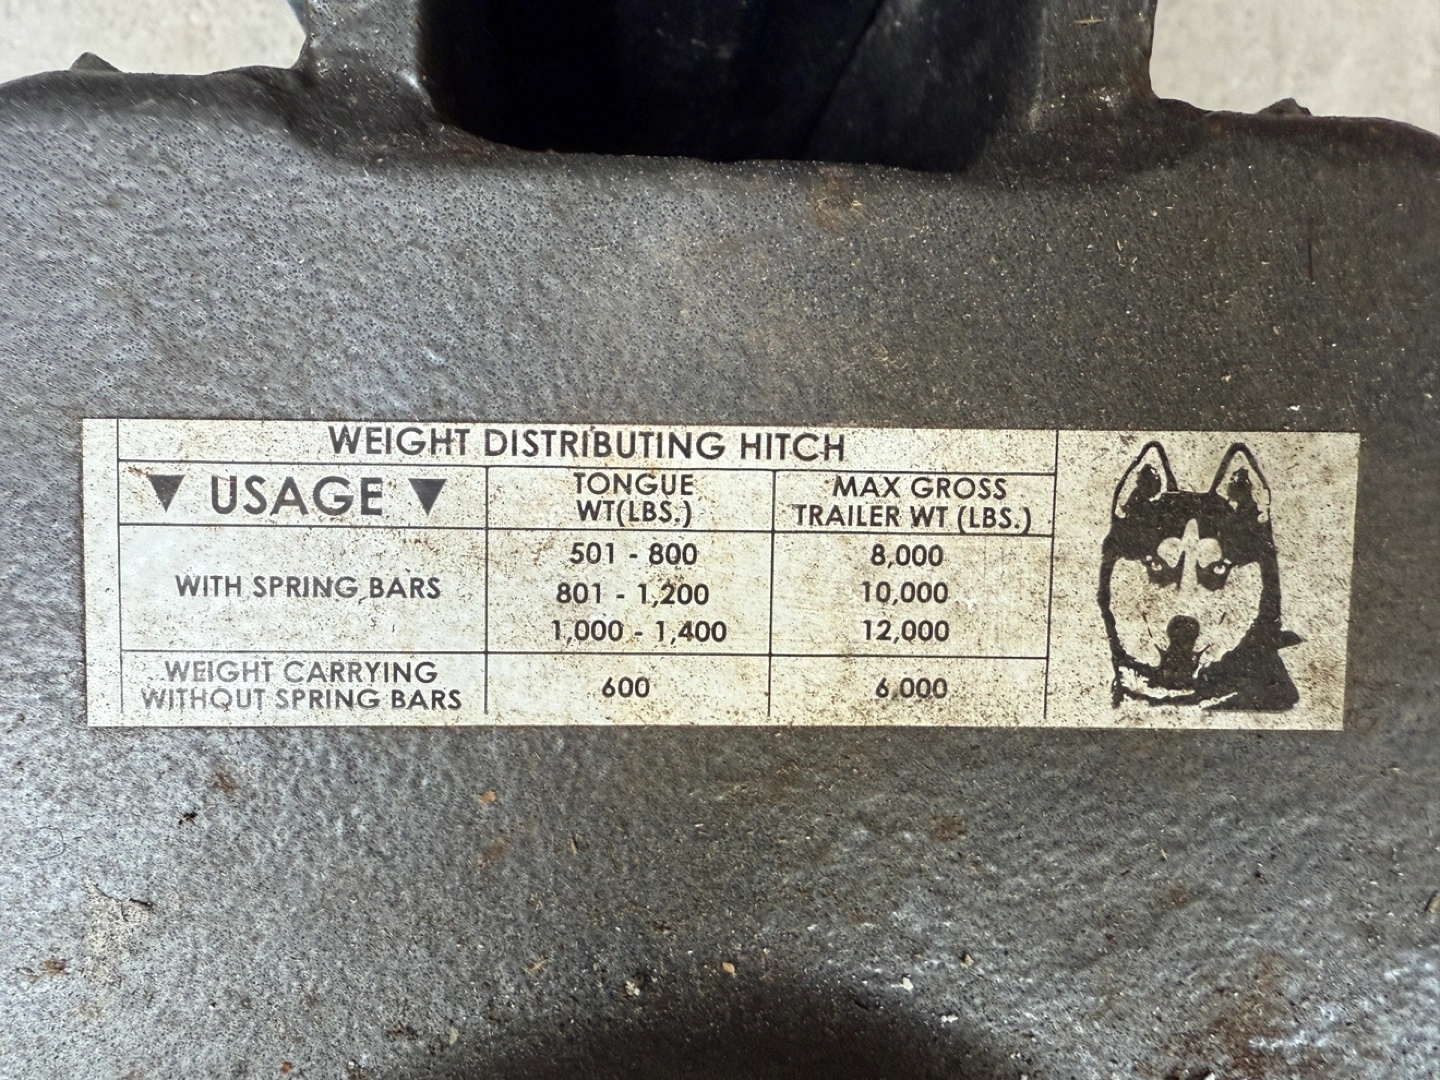 WEIGHT DISTRIBUTING HITCH
▼ USAGE ▼
TONGUE
WT(LBS.)
MAX GROSS
TRAILER WT (LBS.)
WITH SPRING BARS
501 - 800
8,000
801 - 1,200
10,000
1,000 - 1,400
12,000
WEIGHT CARRYING
WITHOUT SPRING BARS
600
6,000